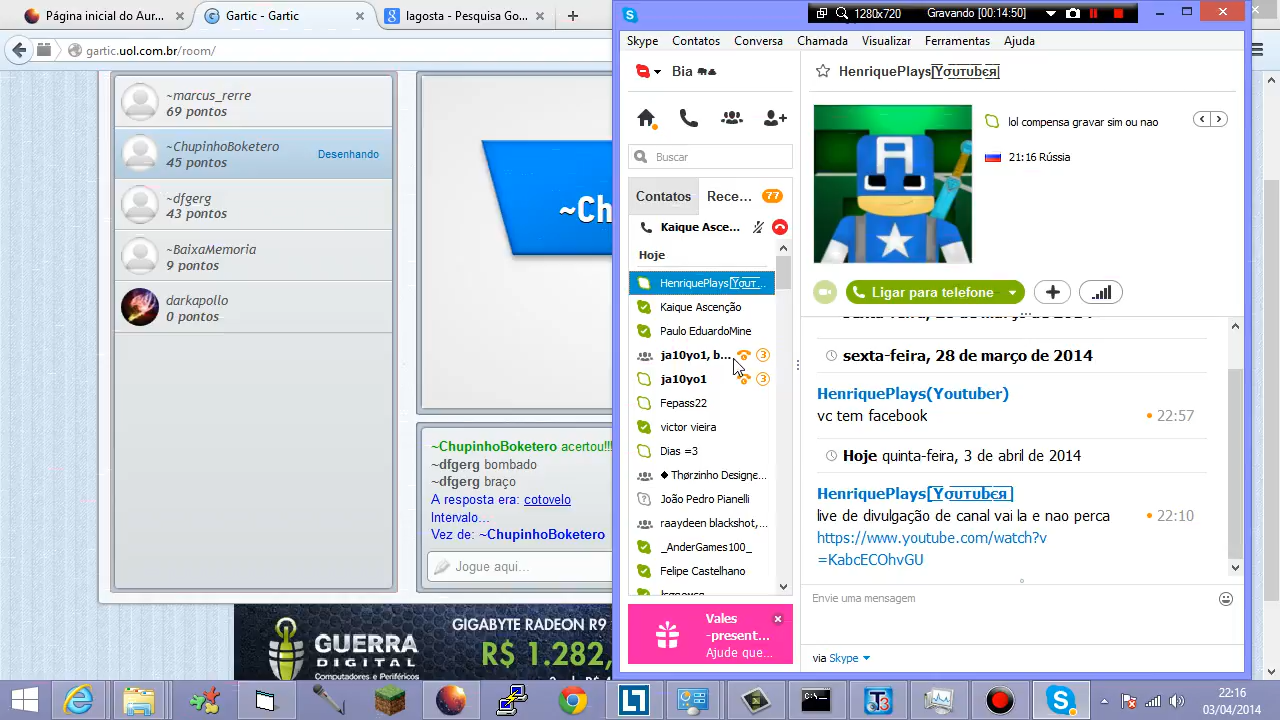 Página inicial do Aur...
Gartic - Gartic
lagosta - Pesquisa Go...
gartic.uol.com.br/room/
~marcus_rerre
69 pontos
~ChupinhoBoketero
45 pontos
Desenhando
~dfgerg
43 pontos
~BaixaMemoria
9 pontos
darkapollo
0 pontos
~Ch
~ChupinhoBoketero acertou!!!
~dfgerg bombado
~dfgerg braço
A resposta era: cotovelo
Intervalo...
Vez de: ~ChupinhoBoketero
Jogue aqui...
GUERRA
DIGITAL
Computadores e Periféricos
GIGABYTE RADEON R9
R$ 1.282,
1280x720
Gravando [00:14:50]
Skype Contatos Conversa Chamada Visualizar Ferramentas Ajuda
Bia
Buscar
Contatos
Rece...
77
Kaique Asce...
Hoje
HenriquePlays[Y̅o̅υ̅т̅...
Kaique Ascenção
Paulo EduardoMine
ja10yo1, b...
3
ja10yo1
3
Fepass22
victor vieira
Dias =3
◆ Thørzinho Designe...
João Pedro Pianelli
raaydeen blackshot,...
_AnderGames100_
Felipe Castelhano
Vales
-present...
Ajude que...
HenriquePlays[Y̅σ̅υ̅т̅υ̅b̅є̅я̅]
lol compensa gravar sim ou nao
21:16 Rússia
Ligar para telefone
sexta-feira, 28 de março de 2014
HenriquePlays(Youtuber)
vc tem facebook
22:57
Hoje quinta-feira, 3 de abril de 2014
HenriquePlays[Y̅σ̅υ̅т̅υ̅b̅є̅я̅]
live de divulgação de canal vai la e nao perca
22:10
https://www.youtube.com/watch?v
=KabcECOhvGU
Envie uma mensagem
via Skype
22:16
03/04/2014